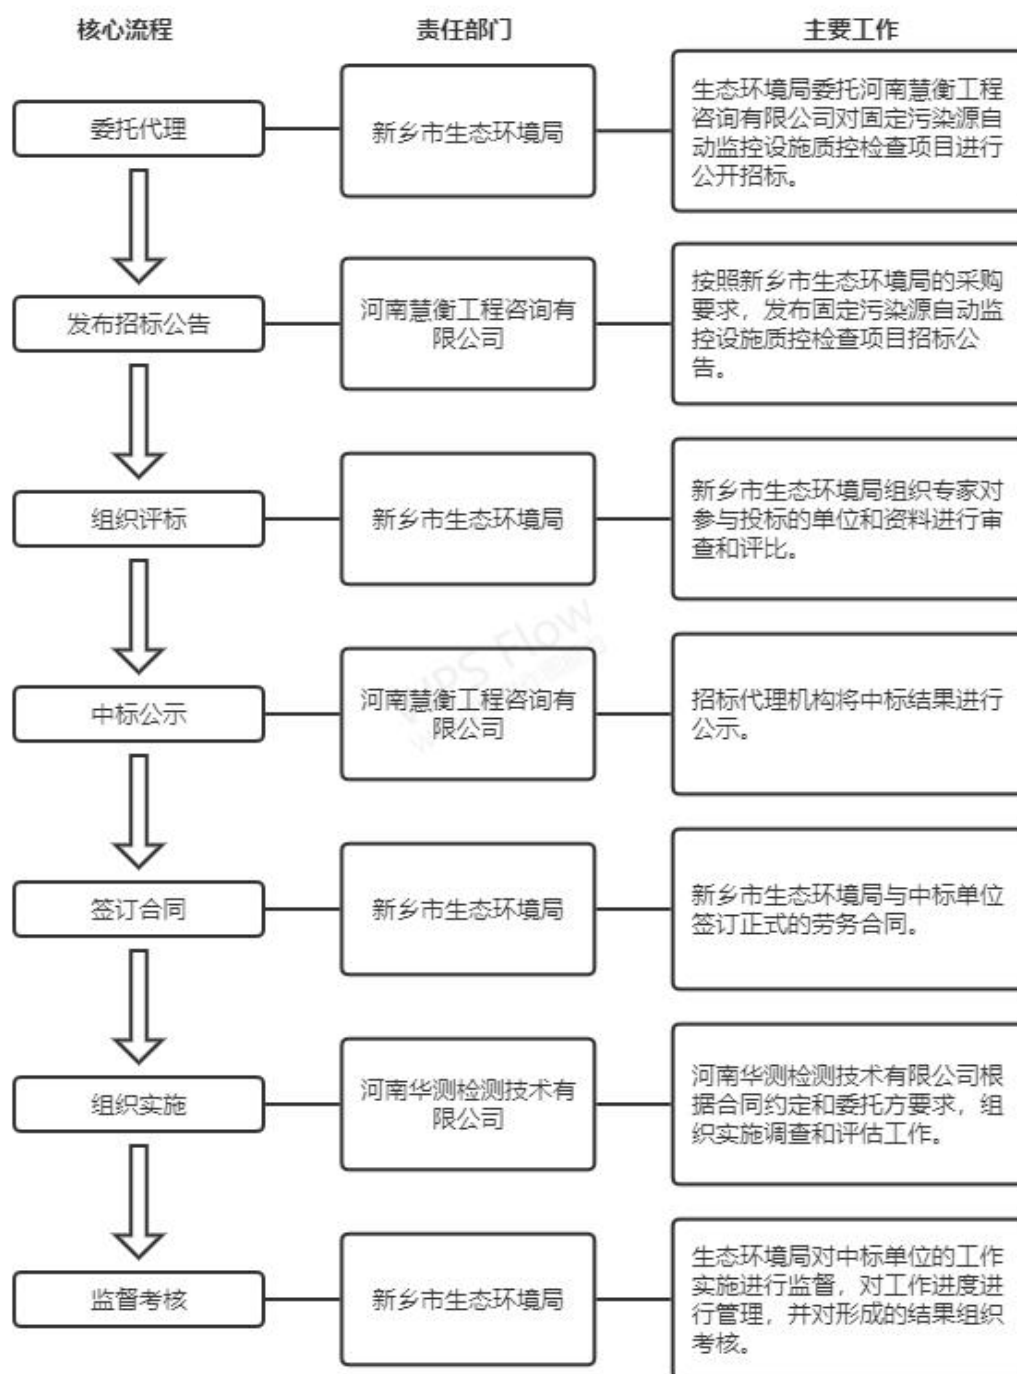 核心流程
责任部门
主要工作
委托代理
新乡市生态环境局
生态环境局委托河南慧衡工程
咨询有限公司对固定污染源自
动监控设施质控检查项目进行
公开招标。
发布招标公告
河南慧衡工程咨询有
限公司
按照新乡市生态环境局的采购
要求，发布固定污染源自动监
控设施质控检查项目招标公
告。
组织评标
新乡市生态环境局
新乡市生态环境局组织专家对
参与投标的单位和资料进行审
查和评比。
WPS Flow
中标公示
河南慧衡工程咨询有
限公司
招标代理机构将中标结果进行
公示。
签订合同
新乡市生态环境局
新乡市生态环境局与中标单位
签订正式的劳务合同。
组织实施
河南华测检测技术有
限公司
河南华测检测技术有限公司根
据合同约定和委托方要求，组
织实施调查和评估工作。
监督考核
新乡市生态环境局
生态环境局对中标单位的工作
实施进行监督，对工作进度进
行管理，并对形成的结果组织
考核。